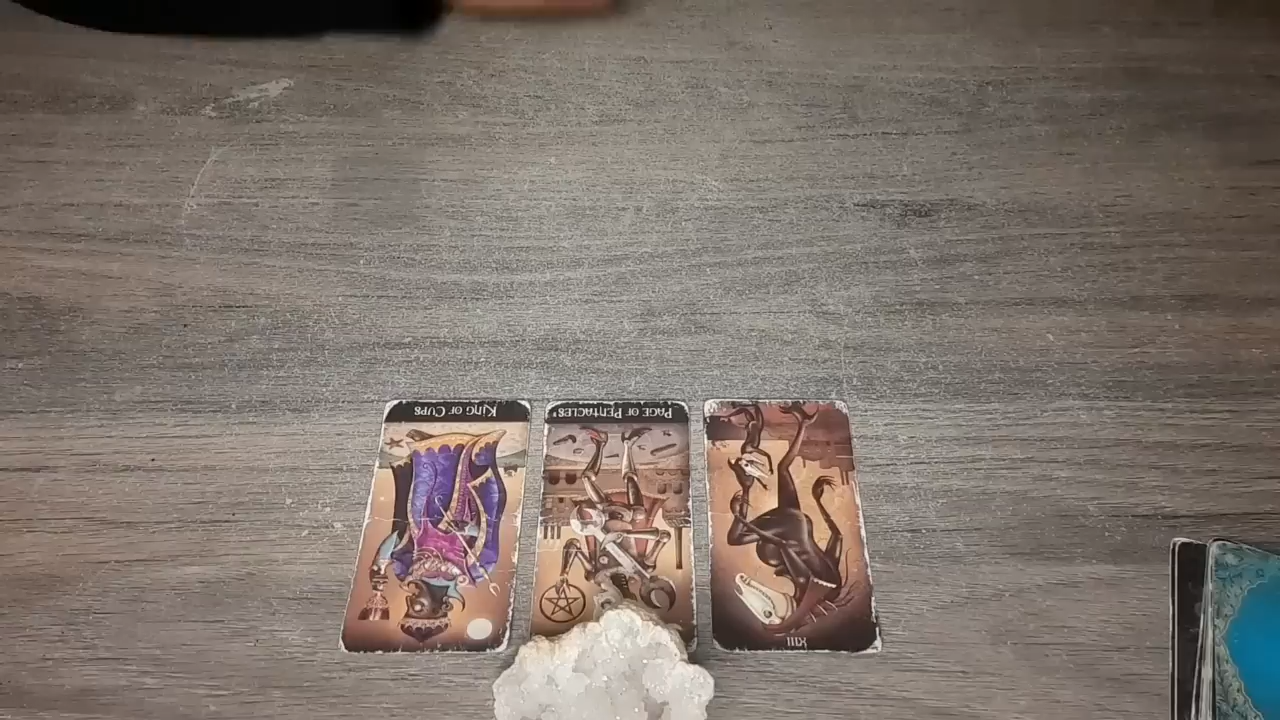 KING OF CUPS
PAGE OF PENTACLES
XIII